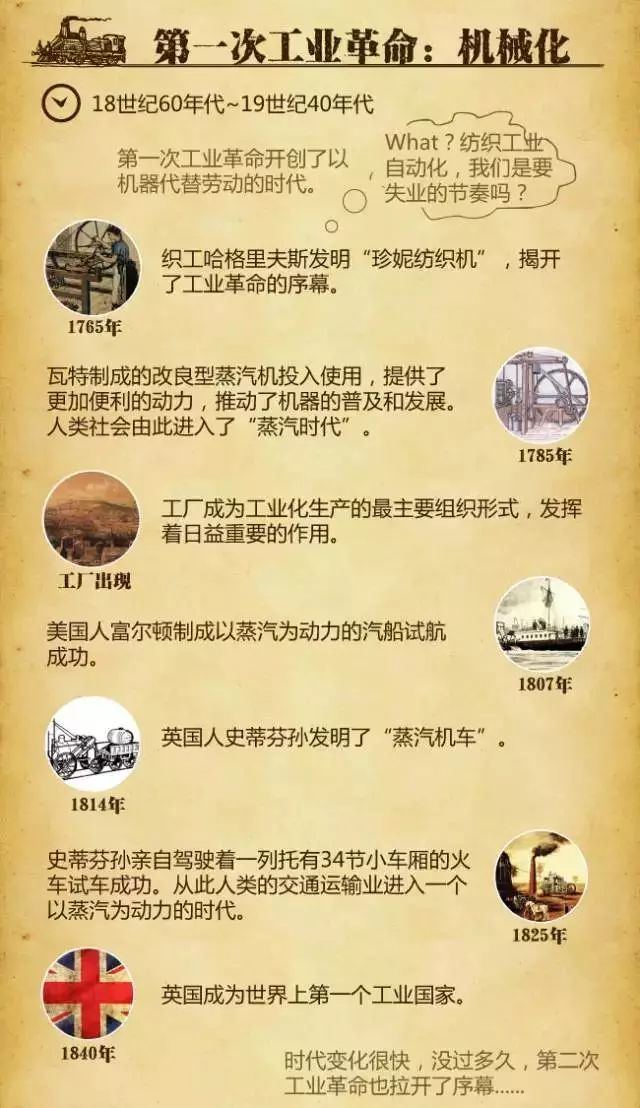 第一次工业革命：机械化
18世纪60年代~19世纪40年代
第一次工业革命开创了以
机器代替劳动的时代。
，
What？纺织工业
自动化，我们是要
失业的节奏吗？
织工哈格里夫斯发明“珍妮纺织机”，揭开
了工业革命的序幕。
1765年
瓦特制成的改良型蒸汽机投入使用，提供了
更加便利的动力，推动了机器的普及和发展。
人类社会由此进入了“蒸汽时代”。
1785年
工厂成为工业化生产的最主要组织形式，发挥
着日益重要的作用。
工厂出现
美国人富尔顿制成以蒸汽为动力的汽船试航
成功。
1807年
英国人史蒂芬孙发明了“蒸汽机车”。
1814年
史蒂芬孙亲自驾驶着一列托有34节小车厢的火
车试车成功。从此人类的交通运输业进入一个
以蒸汽为动力的时代。
1825年
英国成为世界上第一个工业国家。
1840年
时代变化很快，没过多久，第二次
工业革命也拉开了序幕......